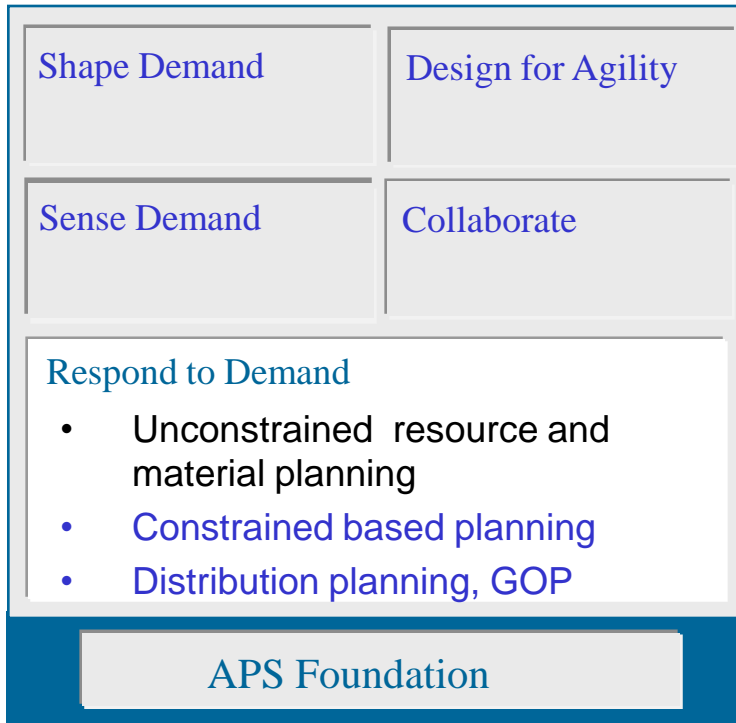 Shape Demand
Design for Agility
Sense Demand
Collaborate
Respond to Demand
• Unconstrained resource and
material planning
• Constrained based planning
• Distribution planning, GOP
APS Foundation